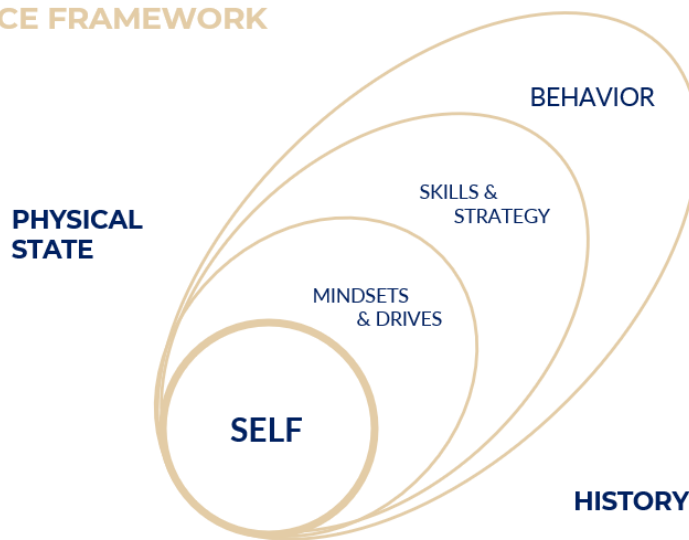 CE FRAMEWORK
BEHAVIOR
SKILLS &
STRATEGY
PHYSICAL
STATE
MINDSETS
& DRIVES
SELF
HISTORY